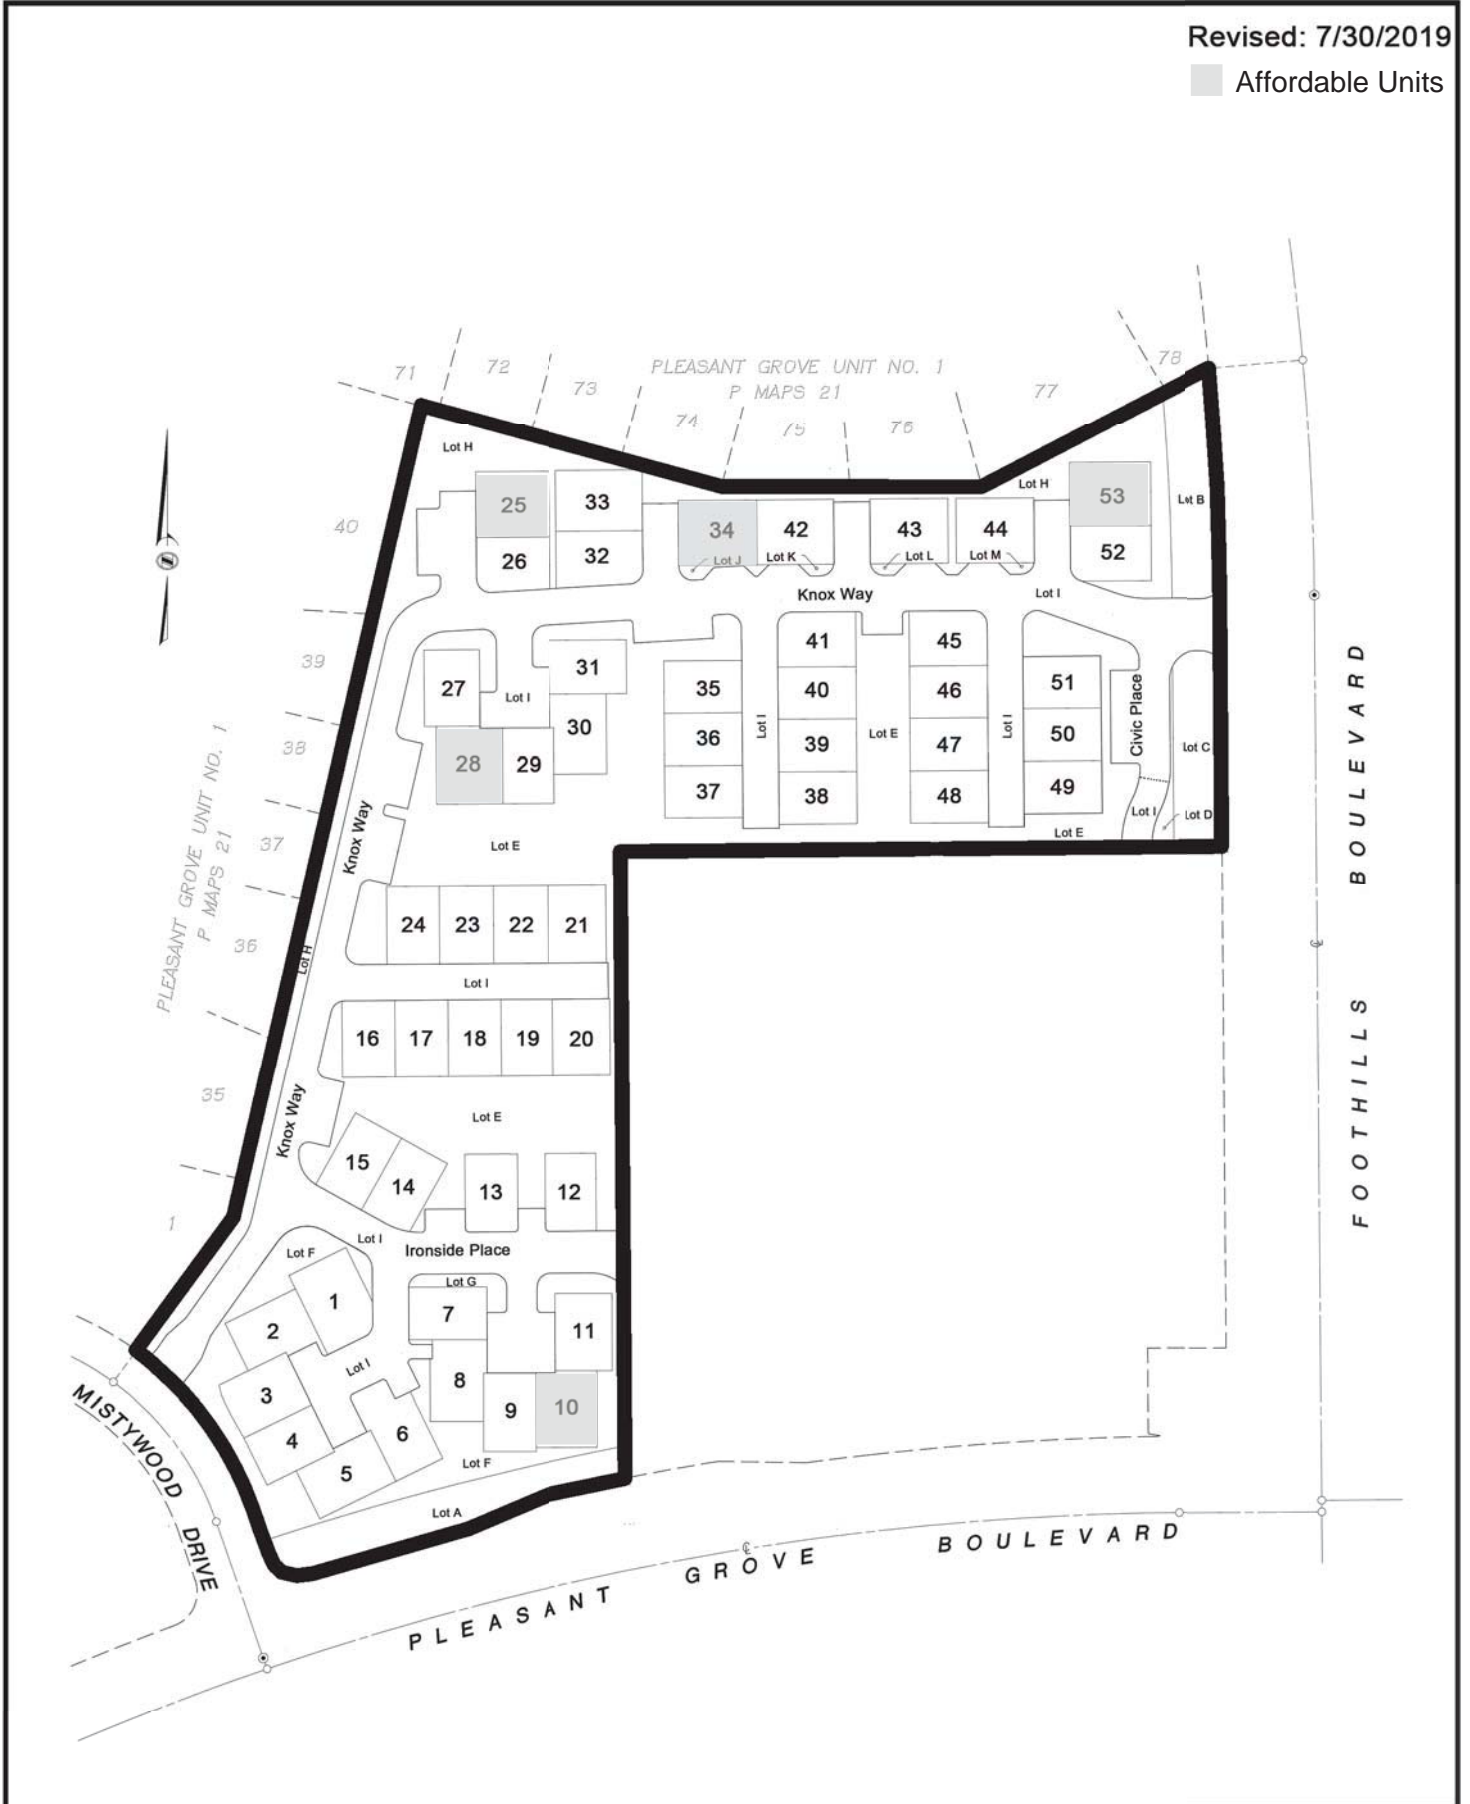 Revised: 7/30/2019
Affordable Units
71
72
73
PLEASANT GROVE UNIT NO. 1
P MAPS 21
74
75
76
77
78
Lot H
25
33
26
32
34
42
Lot J
Lot K
43
44
Lot L
Lot M
Lot H
53
52
Lot B
40
Knox Way
Lot I
39
27
Lot I
31
30
28
29
35
36
37
Lot I
41
40
39
38
Lot E
45
46
47
48
Lot I
51
50
49
Civic Place
Lot C
Lot I
Lot D
Lot E
38
PLEASANT GROVE UNIT NO. 1
P MAPS 21
37
Knox Way
Lot E
36
Lot H
24
23
22
21
Lot I
16
17
18
19
20
35
Knox Way
Lot E
15
14
13
12
1
Lot F
Lot I
Ironside Place
Lot G
1
2
7
11
3
Lot I
8
9
10
4
6
5
Lot F
Lot A
MISTYWOOD DRIVE
PLEASANT GROVE BOULEVARD
FOOTHILLS BOULEVARD